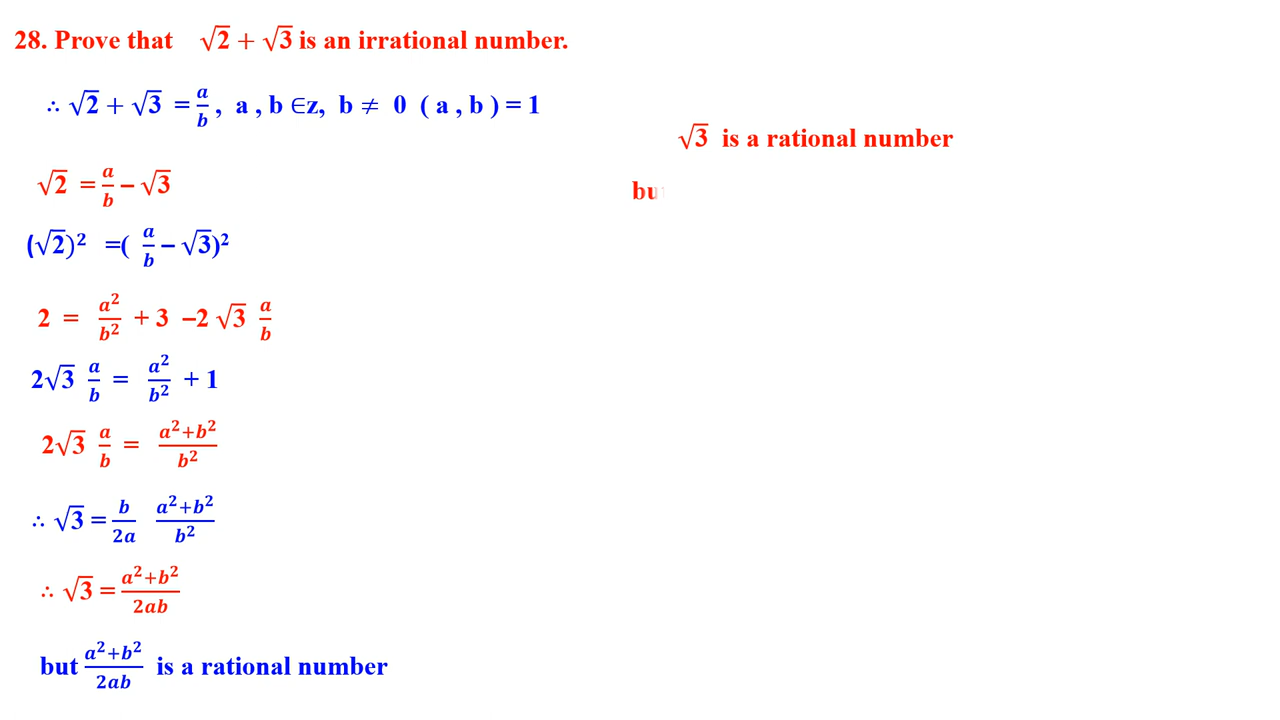 28. Prove that √2 + √3 is an irrational number.
∴ √2 + √3 = a/b , a , b ∈z, b ≠ 0 ( a , b ) = 1
√2 = a/b – √3
(√2)² =( a/b – √3)²
2 = a²/b² + 3 –2 √3 a/b
2√3 a/b = a²/b² + 1
2√3 a/b = a²+b²/b²
∴ √3 = b/2a a²+b²/b²
∴ √3 = a²+b²/2ab
but a²+b²/2ab is a rational number
√3 is a rational number